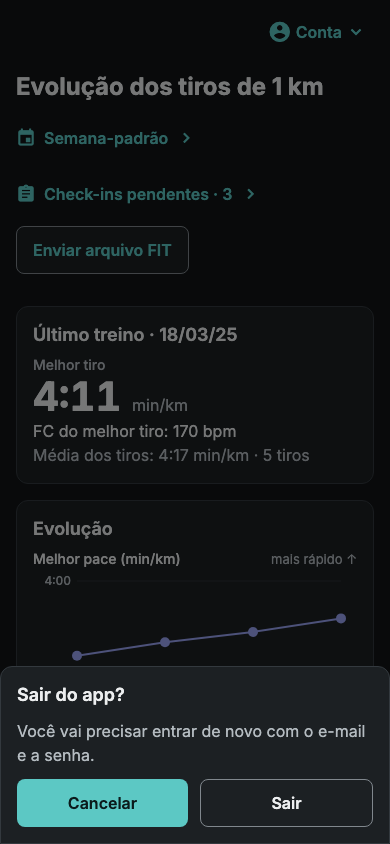 Conta
Evolução dos tiros de 1 km
Semana-padrão
Check-ins pendentes · 3
Enviar arquivo FIT
Último treino · 18/03/25
Melhor tiro
4:11 min/km
FC do melhor tiro: 170 bpm
Média dos tiros: 4:17 min/km · 5 tiros
Evolução
Melhor pace (min/km) mais rápido ↑
4:00
Sair do app?
Você vai precisar entrar de novo com o e-mail
e a senha.
Cancelar Sair